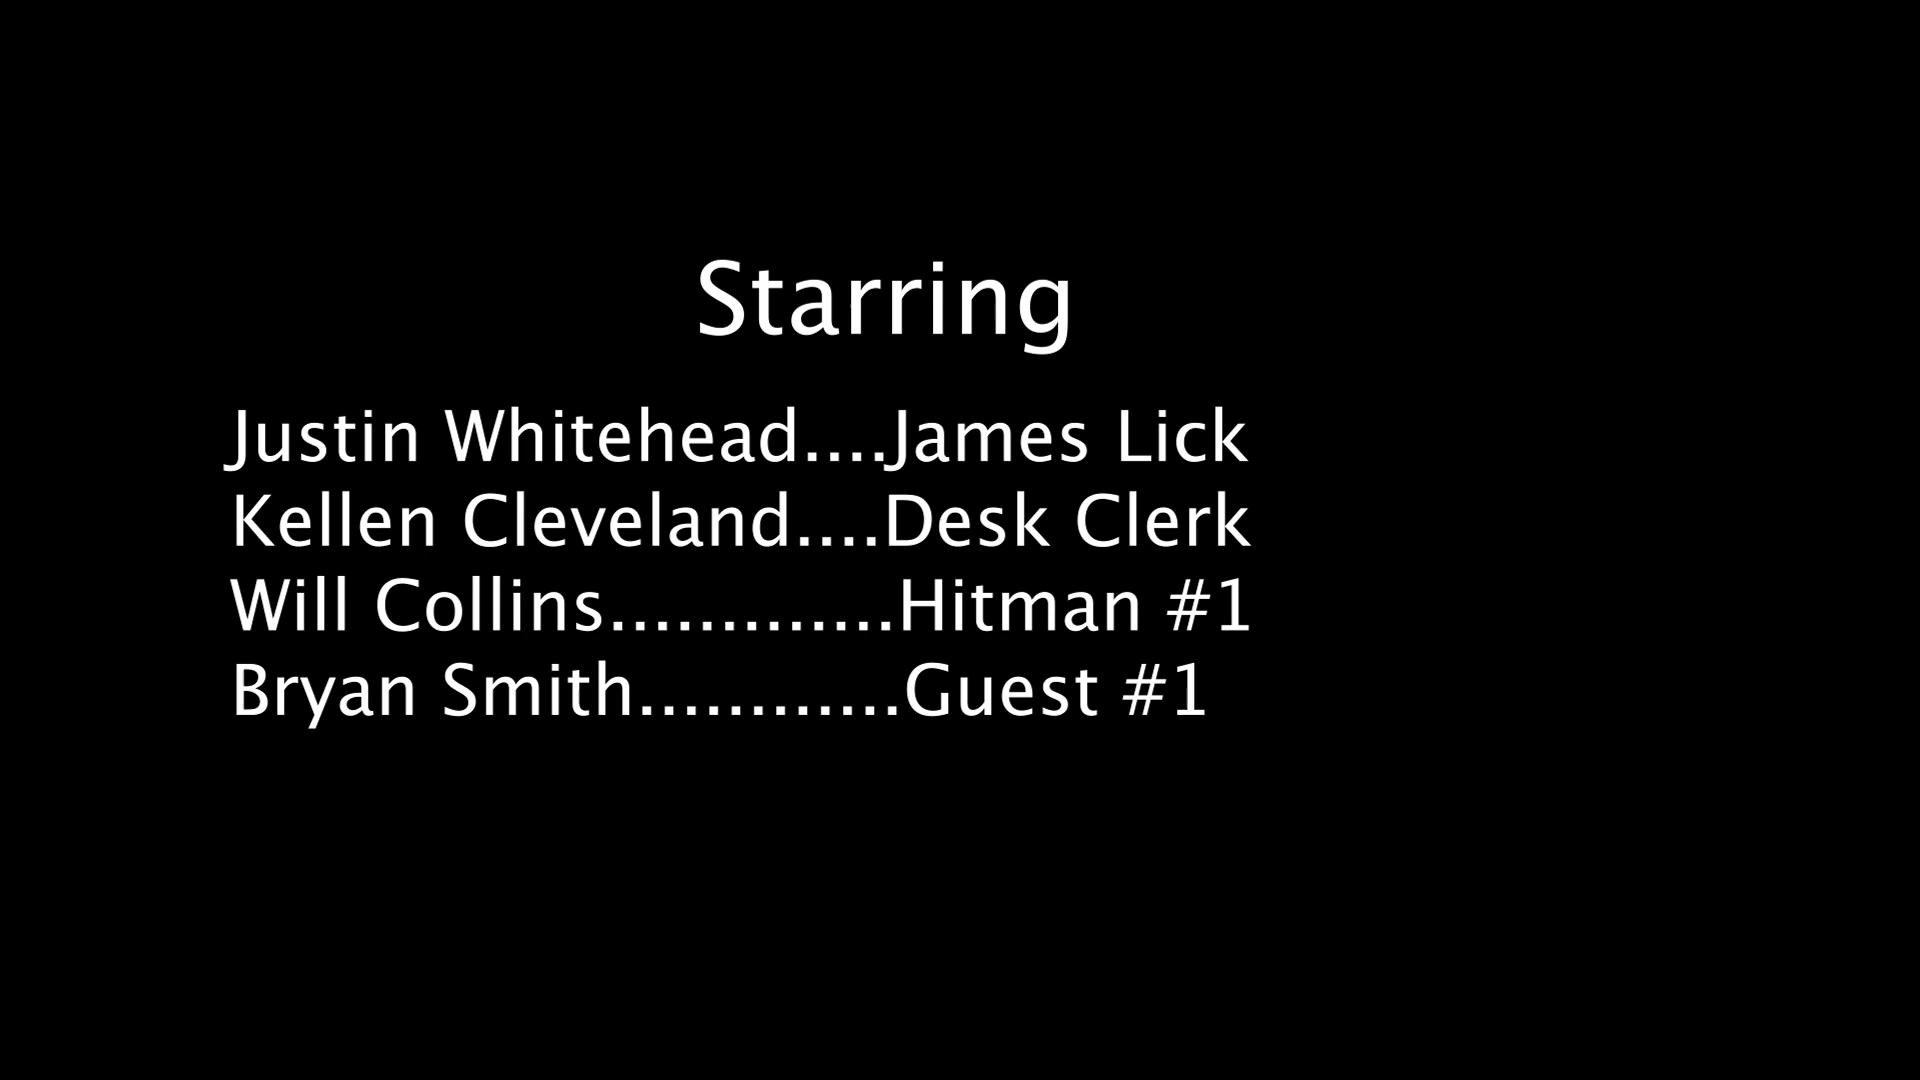 Starring
Justin Whitehead....James Lick
Kellen Cleveland....Desk Clerk
Will Collins.............Hitman #1
Bryan Smith............Guest #1